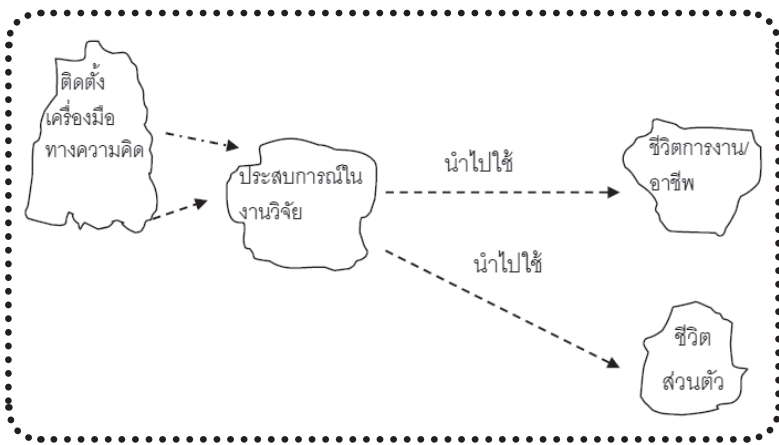 ติดตั้ง
เครื่องมือ
ทางความคิด
ประสบการณ์ใน
งานวิจัย
นำไปใช้
นำไปใช้
ชีวิตการงาน/
อาชีพ
ชีวิต
ส่วนตัว